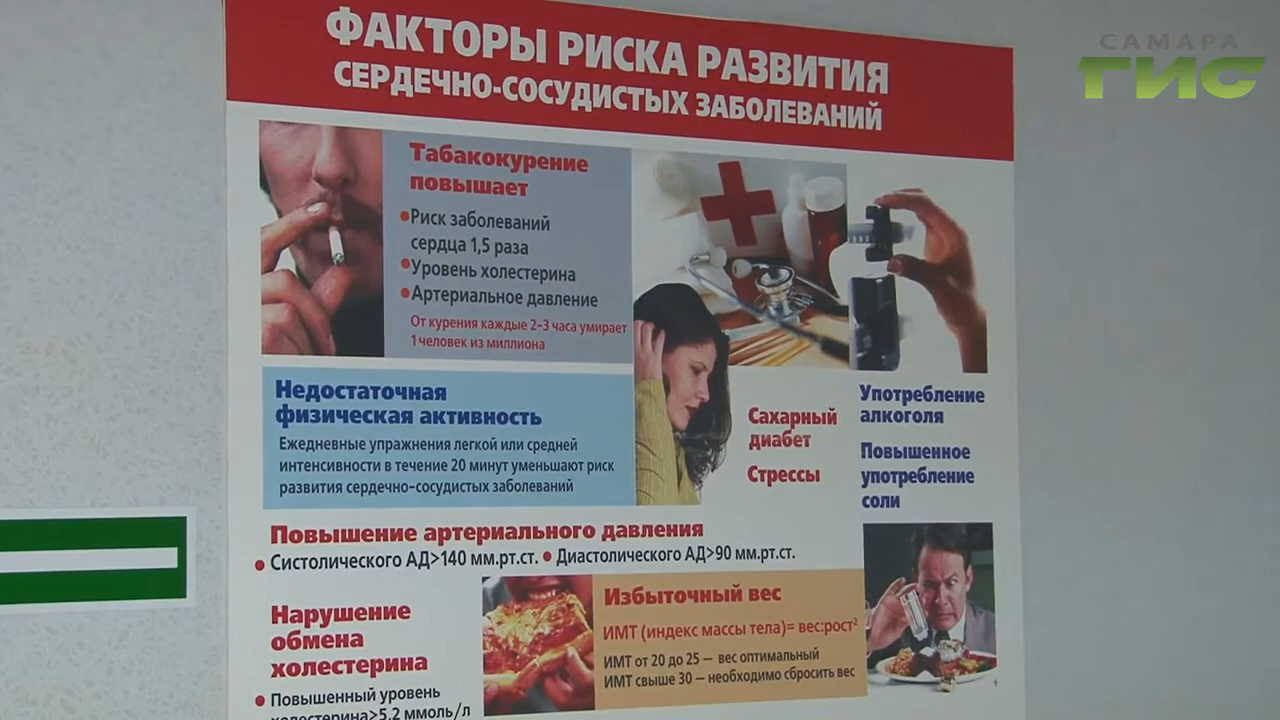 САМАРА
ГИС
ФАКТОРЫ РИСКА РАЗВИТИЯ
СЕРДЕЧНО-СОСУДИСТЫХ ЗАБОЛЕВАНИЙ
Табакокурение
повышает
•Риск заболеваний
сердца 1,5 раза
•Уровень холестерина
•Артериальное давление
От курения каждые 2-3 часа умирает
1 человек из миллиона
Недостаточная
физическая активность
Ежедневные упражнения легкой или средней
интенсивности в течение 20 минут уменьшают риск
развития сердечно-сосудистых заболеваний
Сахарный
диабет
Стрессы
Употребление
алкоголя
Повышенное
употребление
соли
Повышение артериального давления
• Систолического АД>140 мм.рт.ст. • Диастолического АД>90 мм.рт.ст.
Нарушение
обмена
холестерина
• Повышенный уровень
холестерина>5,2 ммоль/л
Избыточный вес
ИМТ (индекс массы тела)= вес:рост²
ИМТ от 20 до 25 — вес оптимальный
ИМТ свыше 30 — необходимо сбросить вес